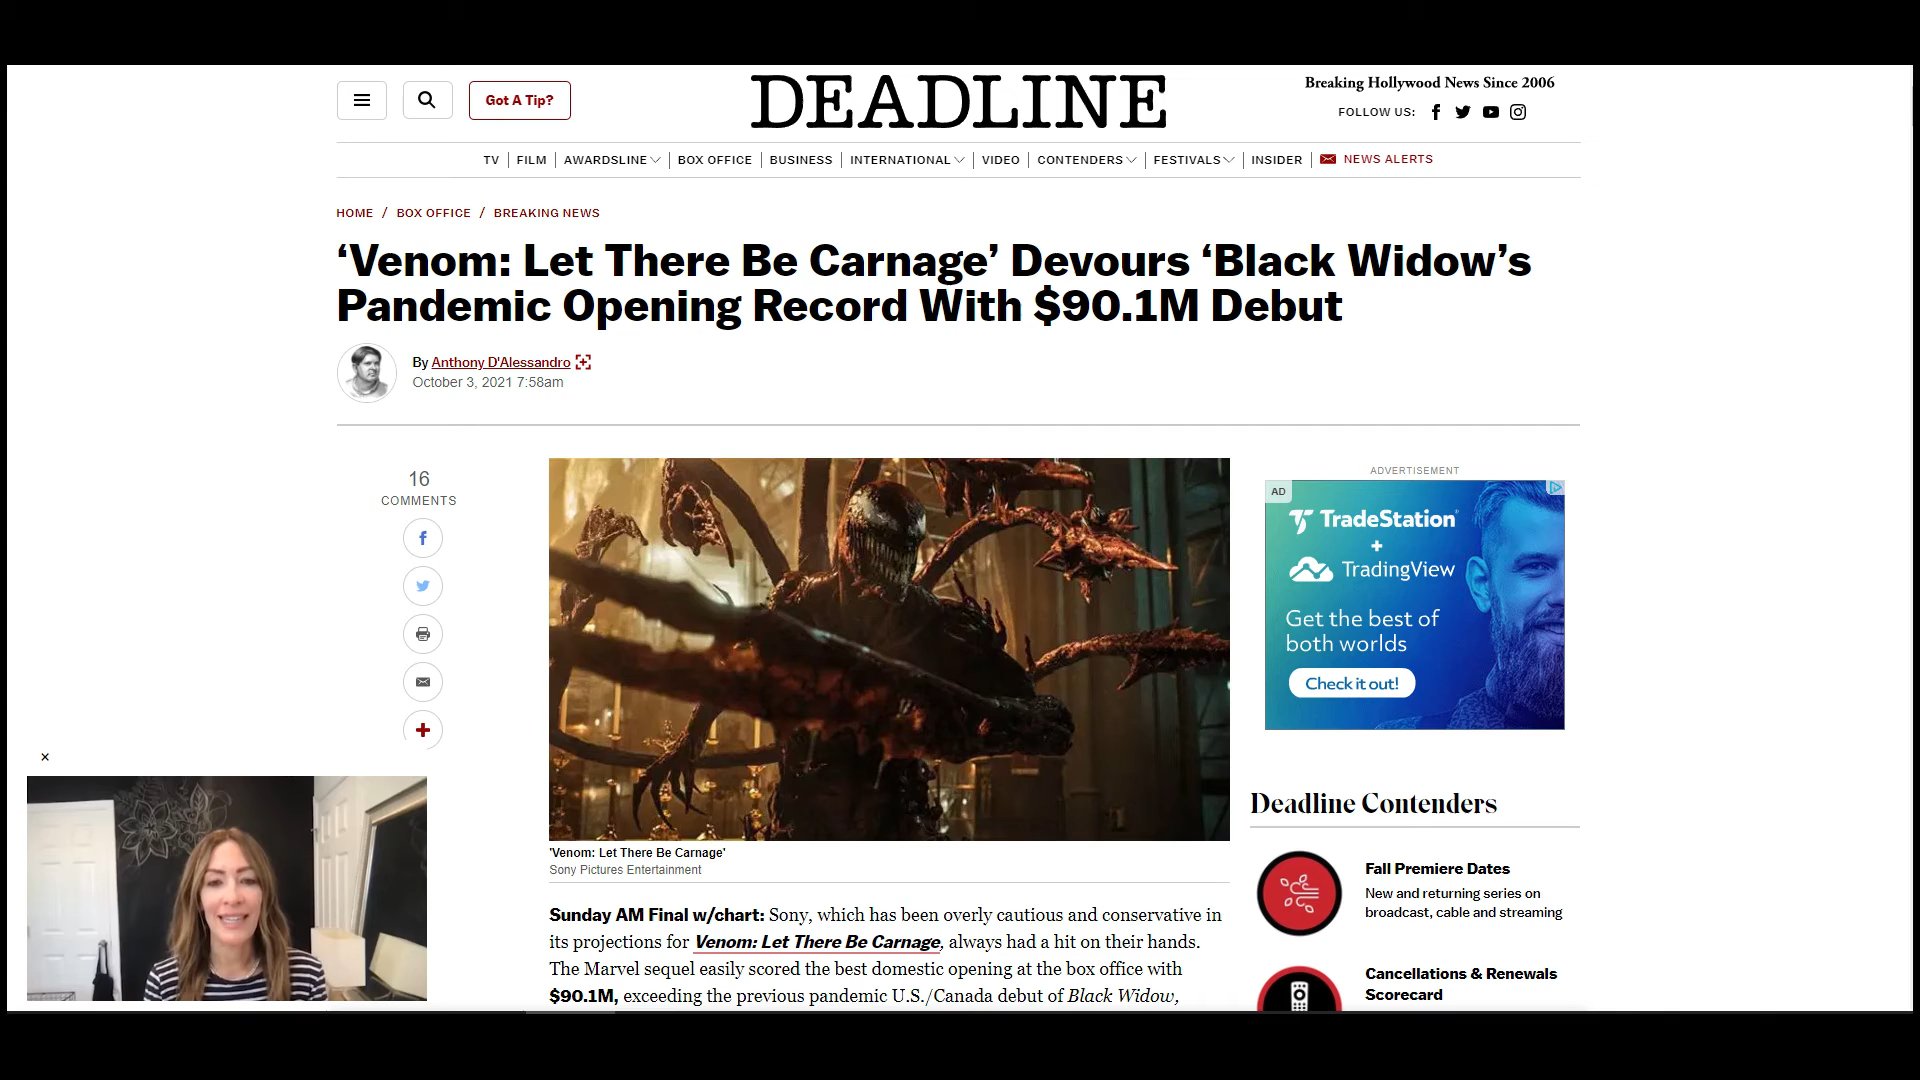 Got A Tip?
DEADLINE
Breaking Hollywood News Since 2006
FOLLOW US:
TV FILM AWARDSLINE BOX OFFICE BUSINESS INTERNATIONAL VIDEO CONTENDERS FESTIVALS INSIDER NEWS ALERTS
HOME / BOX OFFICE / BREAKING NEWS
‘Venom: Let There Be Carnage’ Devours ‘Black Widow’s
Pandemic Opening Record With $90.1M Debut
By Anthony D'Alessandro
October 3, 2021 7:58am
16
COMMENTS
ADVERTISEMENT
AD
TradeStation
+
TradingView
Get the best of
both worlds
Check it out!
'Venom: Let There Be Carnage'
Sony Pictures Entertainment
Sunday AM Final w/chart: Sony, which has been overly cautious and conservative in
its projections for Venom: Let There Be Carnage, always had a hit on their hands.
The Marvel sequel easily scored the best domestic opening at the box office with
$90.1M, exceeding the previous pandemic U.S./Canada debut of Black Widow,
Deadline Contenders
Fall Premiere Dates
New and returning series on
broadcast, cable and streaming
Cancellations & Renewals
Scorecard